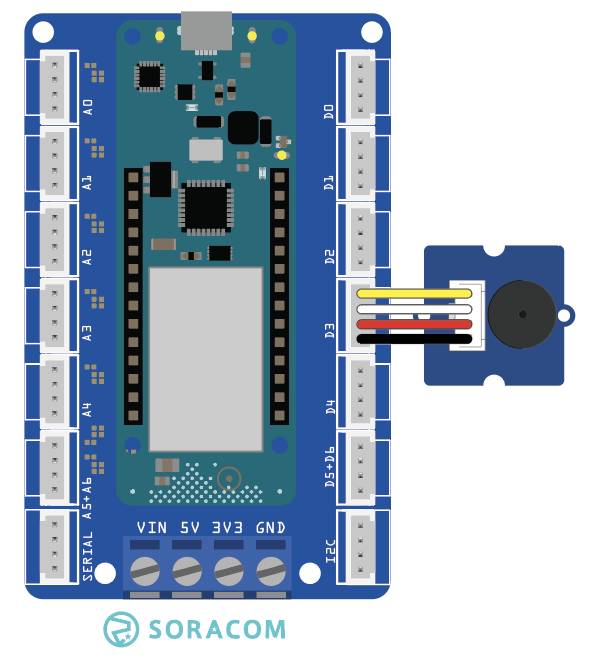 A0
A1
A2
A3
A4
A5+A6
SERIAL
D0
D1
D2
D3
D4
D5+D6
I2C
VIN 5V 3V3 GND
SORACOM